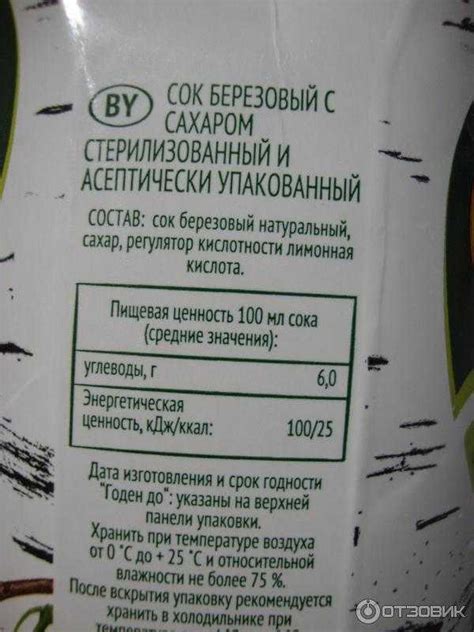 BY
СОК БЕРЕЗОВЫЙ С
САХАРОМ
СТЕРИЛИЗОВАННЫЙ И
АСЕПТИЧЕСКИ УПАКОВАННЫЙ
СОСТАВ: сок березовый натуральный,
сахар, регулятор кислотности лимонная
кислота.
Пищевая ценность 100 мл сока
(средние значения):
углеводы, г 6,0
Энергетическая
ценность, кДж/ккал: 100/25
Дата изготовления и срок годности
"Годен до": указаны на верхней
панели упаковки.
Хранить при температуре воздуха
от 0 °С до + 25 °С и относительной
влажности не более 75 %.
После вскрытия упаковку рекомендуется
хранить в холодильнике при
ОТЗОВИК